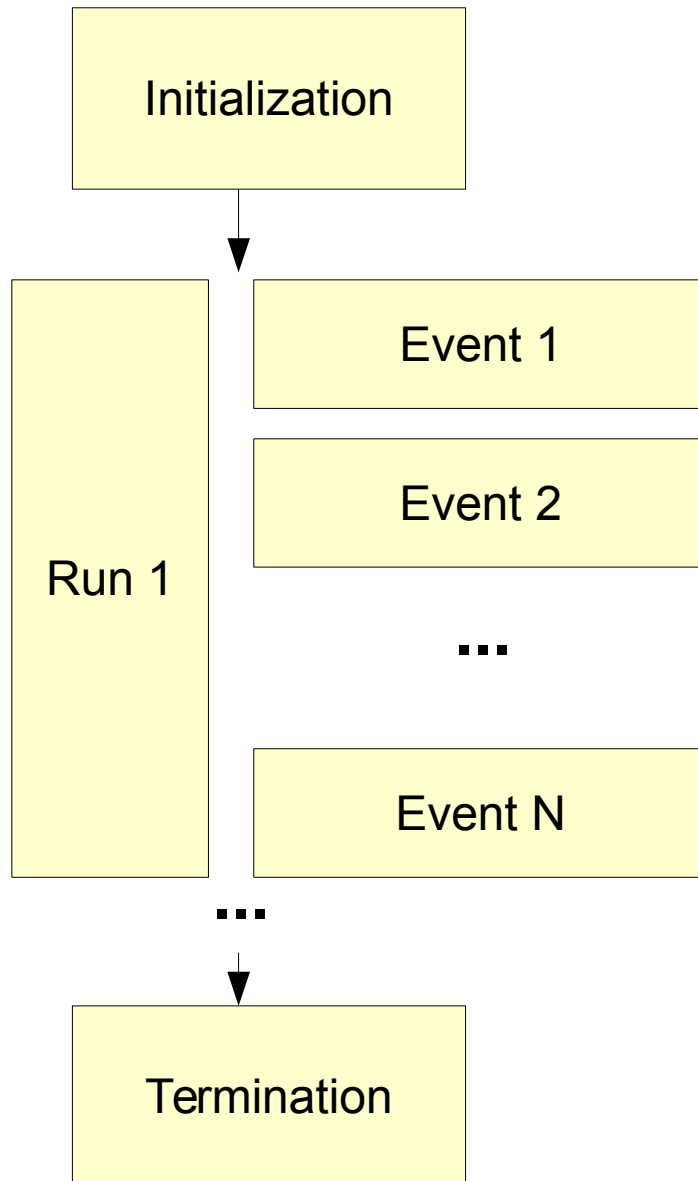 Initialization
Event 1
Event 2
Run 1
...
Event N
...
Termination